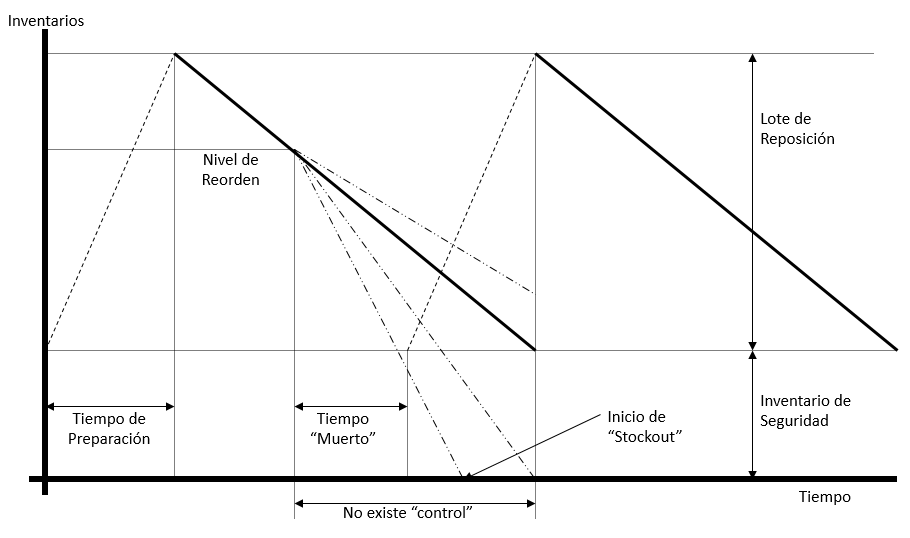 Inventarios
Lote de
Reposición
Nivel de
Reorden
Inventario de
Seguridad
Tiempo de
Preparación
Tiempo
“Muerto”
Inicio de
“Stockout”
Tiempo
No existe “control”